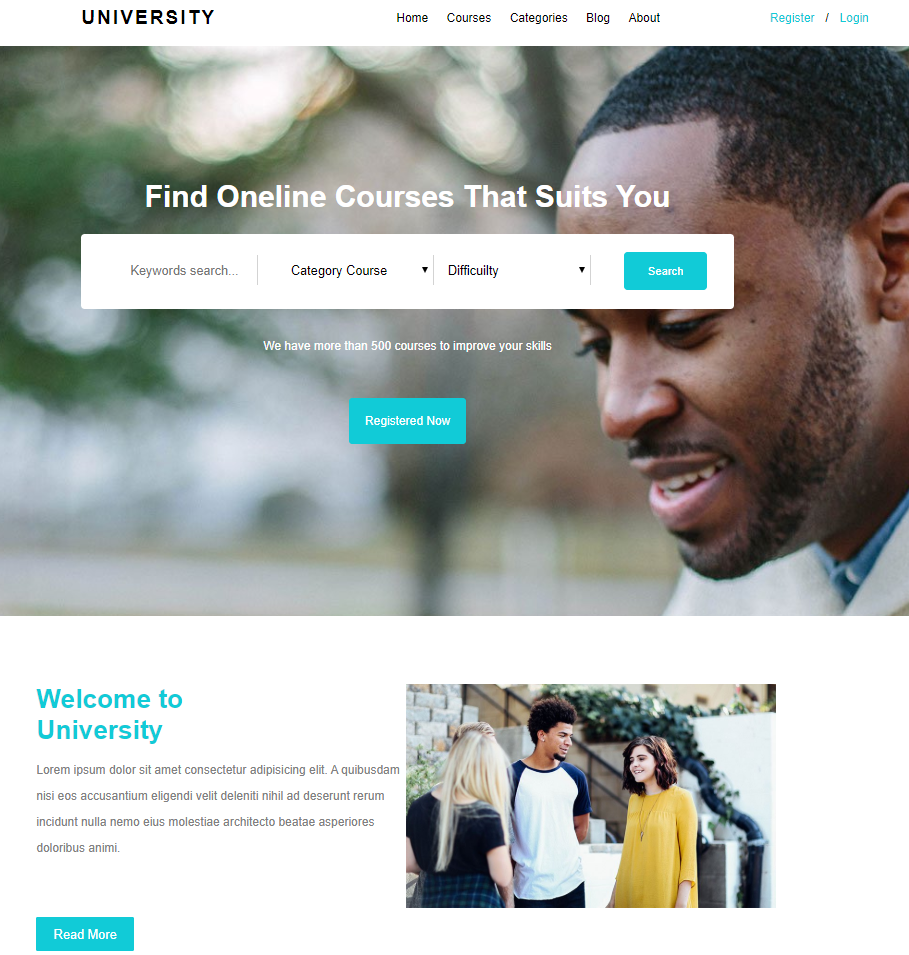 UNIVERSITY
Home Courses Categories Blog About
Register / Login
Find Oneline Courses That Suits You
Keywords search... Category Course Difficuilty Search
We have more than 500 courses to improve your skills
Registered Now
Welcome to
University
Lorem ipsum dolor sit amet consectetur adipisicing elit. A quibusdam
nisi eos accusantium eligendi velit deleniti nihil ad deserunt rerum
incidunt nulla nemo eius molestiae architecto beatae asperiores
doloribus animi.
Read More